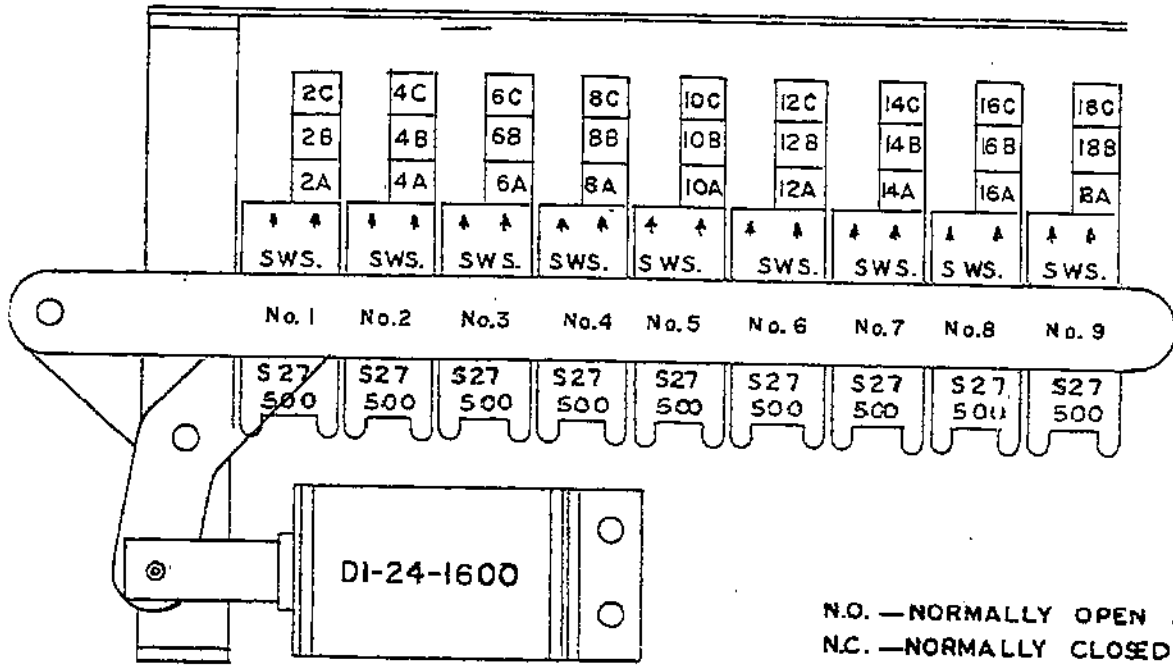 2C 4C 6C 8C 10C 12C 14C 16C 18C
2B 4B 6B 8B 10B 12B 14B 16B 18B
2A 4A 6A 8A 10A 12A 14A 16A 8A
SWS. SWS. SWS. SWS. SWS. SWS. SWS. SWS. SWS.
No.1 No.2 No.3 No.4 No.5 No.6 No.7 No.8 No.9
S27 S27 S27 S27 S27 S27 S27 S27 S27
500 500 500 500 500 500 500 500 500
D1-24-1600
N.O. — NORMALLY OPEN
N.C. — NORMALLY CLOSED